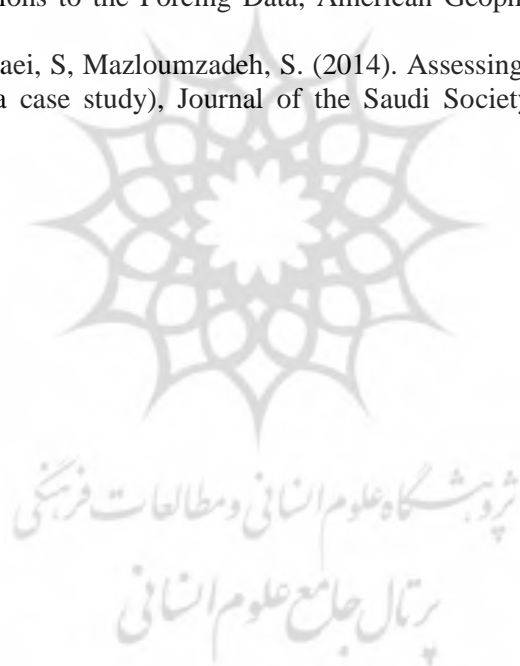 ions to the Forcing Data, American Geoph
aei, S, Mazloumzadeh, S. (2014). Assessing
a case study), Journal of the Saudi Society
پژوهشگاه علوم انسانی و مطالعات فرهنگی
پرتال جامع علوم انسانی